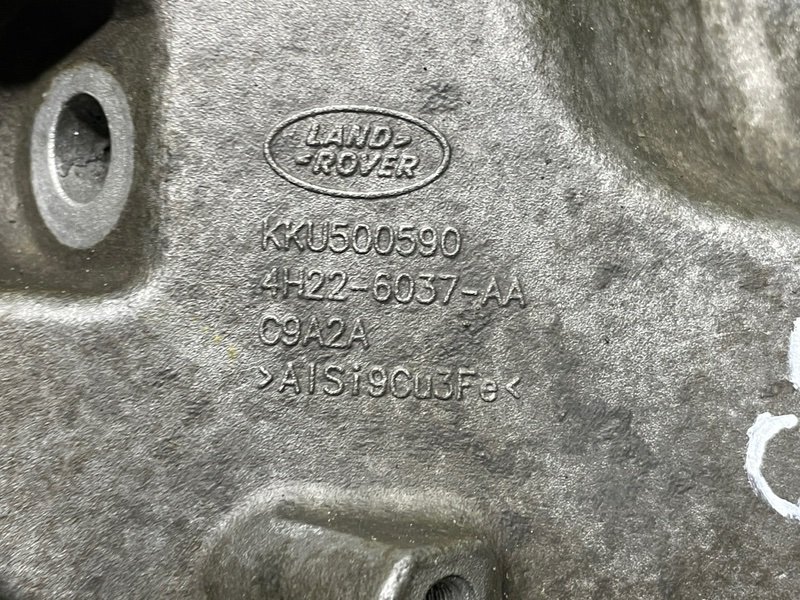 LAND
ROVER
KKU500590
4H22-6037-AA
C9A2A
>AlSi9Cu3Fe<